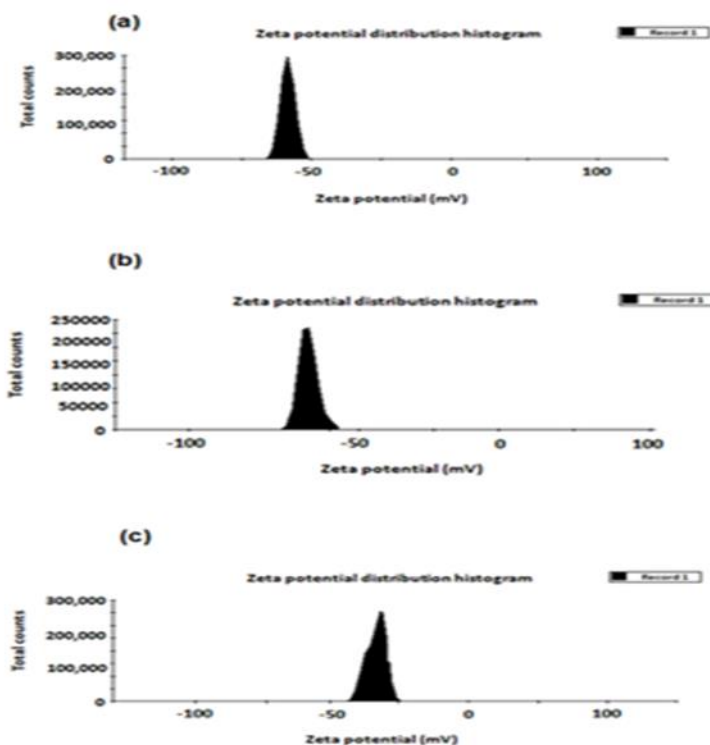 (a)
Zeta potential distribution histogram
Record 1
Total counts
300,000
200,000
100,000
0
-100 -50 0 100
Zeta potential (mV)
(b)
Zeta potential distribution histogram
Record 1
Total counts
250000
200000
150000
100000
50000
0
-100 -50 0 100
Zeta potential (mV)
(c)
Zeta potential distribution histogram
Record 1
Total counts
300,000
200,000
100,000
0
-100 -50 0 100
Zeta potential (mV)